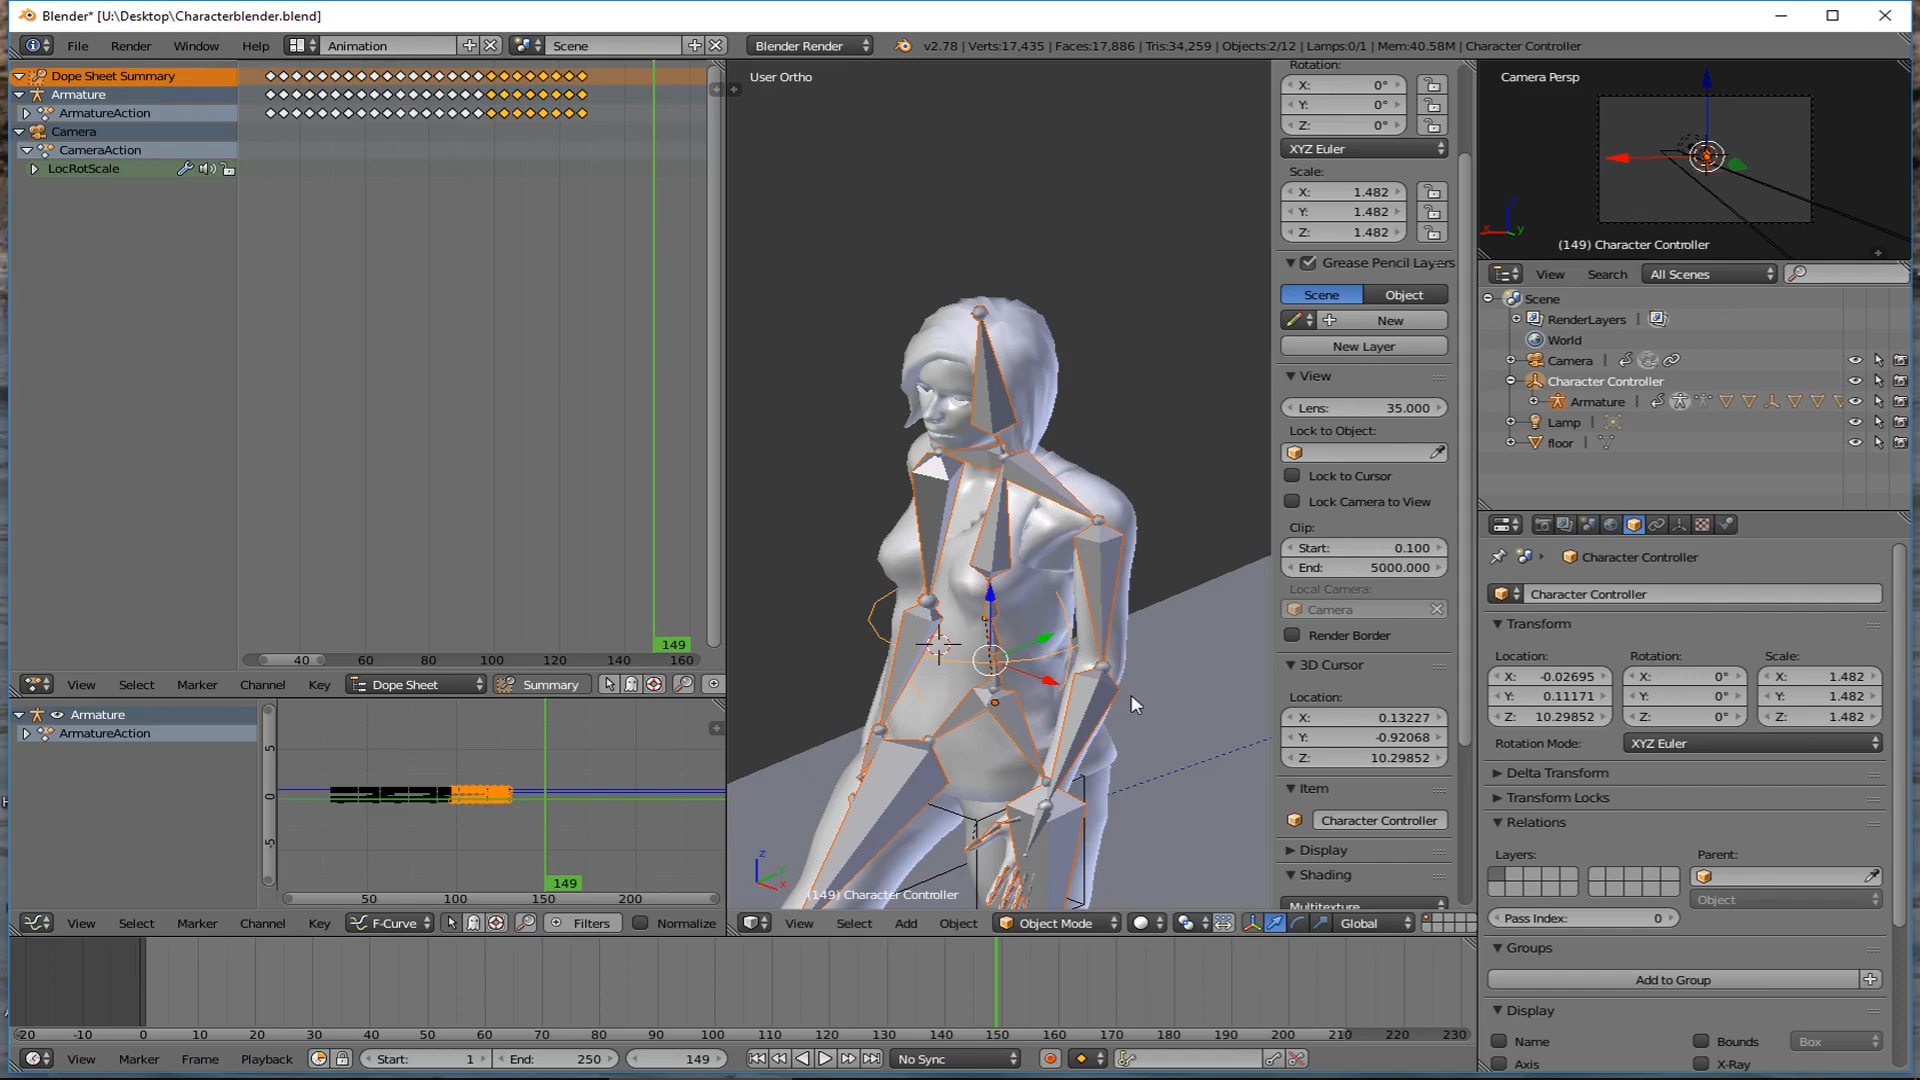 Blender* [U:\Desktop\Characterblender.blend]
File Render Window Help Animation Scene Blender Render v2.78 | Verts:17,435 | Faces:17,886 | Tris:34,259 | Objects:2/12 | Lamps:0/1 | Mem:40.58M | Character Controller
Dope Sheet Summary
Armature
ArmatureAction
Camera
CameraAction
LocRotScale
149
40 60 80 100 120 140 160
View Select Marker Channel Key Dope Sheet Summary
Armature
ArmatureAction
5
0
-5
149
50 100 150 200
View Select Marker Channel Key F-Curve Filters Normalize
User Ortho
(149) Character Controller
View Select Add Object Object Mode Global
Rotation:
X: 0°
Y: 0°
Z: 0°
XYZ Euler
Scale:
X: 1.482
Y: 1.482
Z: 1.482
Grease Pencil Layers
Scene Object
New
New Layer
View
Lens: 35.000
Lock to Object:
Lock to Cursor
Lock Camera to View
Clip:
Start: 0.100
End: 5000.000
Local Camera:
Camera
Render Border
3D Cursor
Location:
X: 0.13227
Y: -0.92068
Z: 10.29852
Item
Character Controller
Display
Shading
Multitexture
Camera Persp
(149) Character Controller
View Search All Scenes
Scene
RenderLayers
World
Camera
Character Controller
Armature
Lamp
floor
Character Controller
Character Controller
Transform
Location: Rotation: Scale:
X: -0.02695 X: 0° X: 1.482
Y: 0.11171 Y: 0° Y: 1.482
Z: 10.29852 Z: 0° Z: 1.482
Rotation Mode: XYZ Euler
Delta Transform
Transform Locks
Relations
Layers: Parent:
Object
Pass Index: 0
Groups
Add to Group
Display
Name Bounds Box
Axis X-Ray
-20 -10 0 10 20 30 40 50 60 70 80 90 100 110 120 130 140 150 160 170 180 190 200 210 220 230
View Marker Frame Playback Start: 1 End: 250 149 No Sync